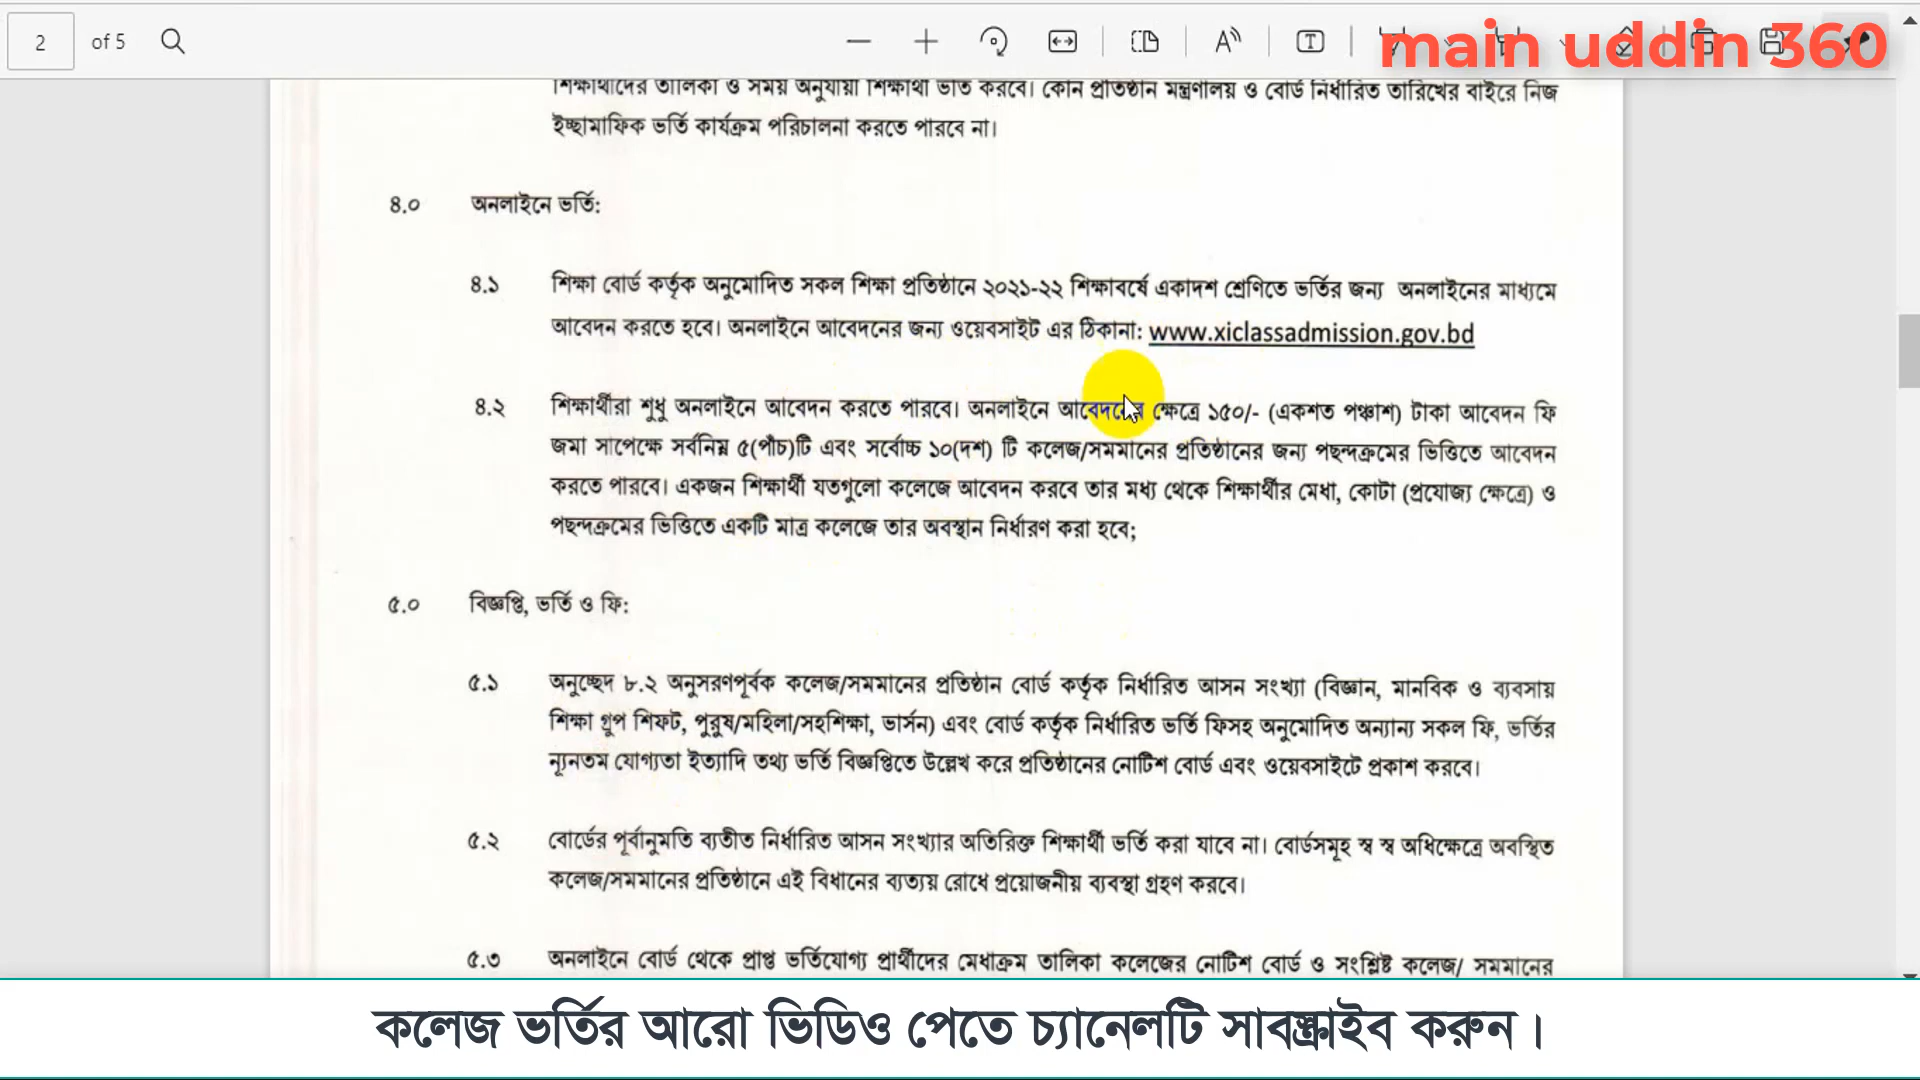 2 of 5
main uddin 360
শিক্ষার্থীদের তালিকা ও সময় অনুযায়ী শিক্ষার্থী ভর্তি করবে। কোন প্রতিষ্ঠান মন্ত্রণালয় ও বোর্ড নির্ধারিত তারিখের বাইরে নিজ
ইচ্ছামাফিক ভর্তি কার্যক্রম পরিচালনা করতে পারবে না।
৪.০ অনলাইনে ভর্তি:
৪.১ শিক্ষা বোর্ড কর্তৃক অনুমোদিত সকল শিক্ষা প্রতিষ্ঠানে ২০২১-২২ শিক্ষাবর্ষে একাদশ শ্রেণিতে ভর্তির জন্য অনলাইনের মাধ্যমে
আবেদন করতে হবে। অনলাইনে আবেদনের জন্য ওয়েবসাইট এর ঠিকানা: www.xiclassadmission.gov.bd
৪.২ শিক্ষার্থীরা শুধু অনলাইনে আবেদন করতে পারবে। অনলাইনে আবেদনের ক্ষেত্রে ১৫০/- (একশত পঞ্চাশ) টাকা আবেদন ফি
জমা সাপেক্ষে সর্বনিম্ন ৫(পাঁচ)টি এবং সর্বোচ্চ ১০(দশ) টি কলেজ/সমমানের প্রতিষ্ঠানের জন্য পছন্দক্রমের ভিত্তিতে আবেদন
করতে পারবে। একজন শিক্ষার্থী যতগুলো কলেজে আবেদন করবে তার মধ্য থেকে শিক্ষার্থীর মেধা, কোটা (প্রযোজ্য ক্ষেত্রে) ও
পছন্দক্রমের ভিত্তিতে একটি মাত্র কলেজে তার অবস্থান নির্ধারণ করা হবে;
৫.০ বিজ্ঞপ্তি, ভর্তি ও ফি:
৫.১ অনুচ্ছেদ ৮.২ অনুসরণপূর্বক কলেজ/সমমানের প্রতিষ্ঠান বোর্ড কর্তৃক নির্ধারিত আসন সংখ্যা (বিজ্ঞান, মানবিক ও ব্যবসায়
শিক্ষা গ্রুপ শিফট, পুরুষ/মহিলা/সহশিক্ষা, ভার্সন) এবং বোর্ড কর্তৃক নির্ধারিত ভর্তি ফিসহ অনুমোদিত অন্যান্য সকল ফি, ভর্তির
ন্যূনতম যোগ্যতা ইত্যাদি তথ্য ভর্তি বিজ্ঞপ্তিতে উল্লেখ করে প্রতিষ্ঠানের নোটিশ বোর্ড এবং ওয়েবসাইটে প্রকাশ করবে।
৫.২ বোর্ডের পূর্বানুমতি ব্যতীত নির্ধারিত আসন সংখ্যার অতিরিক্ত শিক্ষার্থী ভর্তি করা যাবে না। বোর্ডসমূহ স্ব স্ব অধিক্ষেত্রে অবস্থিত
কলেজ/সমমানের প্রতিষ্ঠানে এই বিধানের ব্যত্যয় রোধে প্রয়োজনীয় ব্যবস্থা গ্রহণ করবে।
৫.৩ অনলাইনে বোর্ড থেকে প্রাপ্ত ভর্তিযোগ্য প্রার্থীদের মেধাক্রম তালিকা কলেজের নোটিশ বোর্ড ও সংশ্লিষ্ট কলেজ/ সমমানের
কলেজ ভর্তির আরো ভিডিও পেতে চ্যানেলটি সাবস্ক্রাইব করুন।